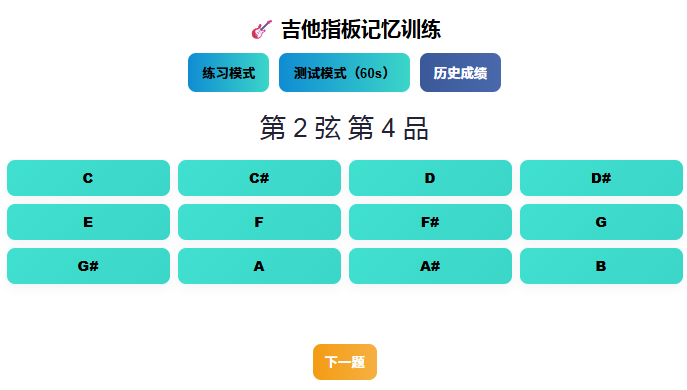 吉他指板记忆训练
练习模式 测试模式（60s） 历史成绩
第 2 弦 第 4 品
C C# D D#
E F F# G
G# A A# B
下一题